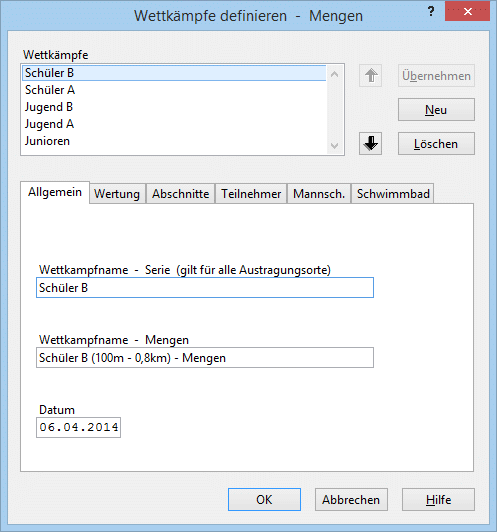 Wettkämpfe definieren - Mengen
?
Wettkämpfe
Schüler B
Schüler A
Jugend B
Jugend A
Junioren
Übernehmen
Neu
Löschen
Allgemein Wertung Abschnitte Teilnehmer Mannsch. Schwimmbad
Wettkampfname - Serie (gilt für alle Austragungsorte)
Schüler B
Wettkampfname - Mengen
Schüler B (100m - 0,8km) - Mengen
Datum
06.04.2014
OK Abbrechen Hilfe